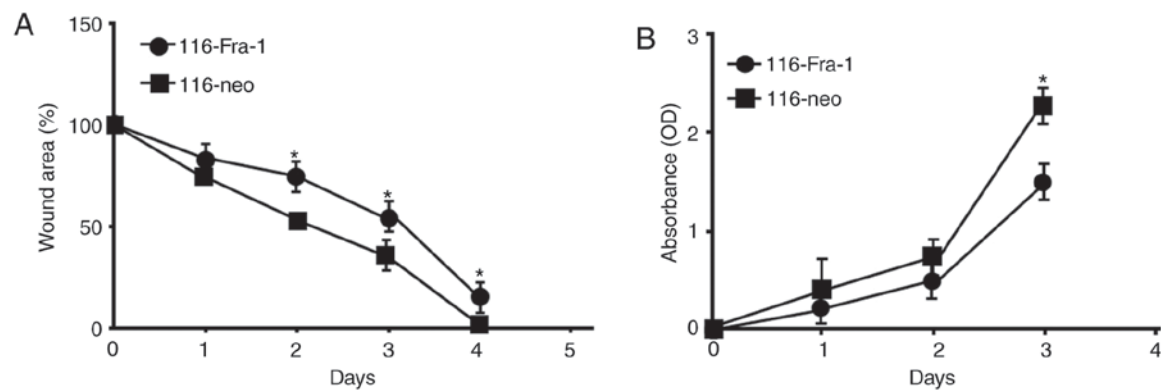 A
116-Fra-1
116-neo
Wound area (%)
150
100
50
0
* * *
0 1 2 3 4 5
Days
B
116-Fra-1
116-neo
Absorbance (OD)
3
2
1
0
*
0 1 2 3 4
Days